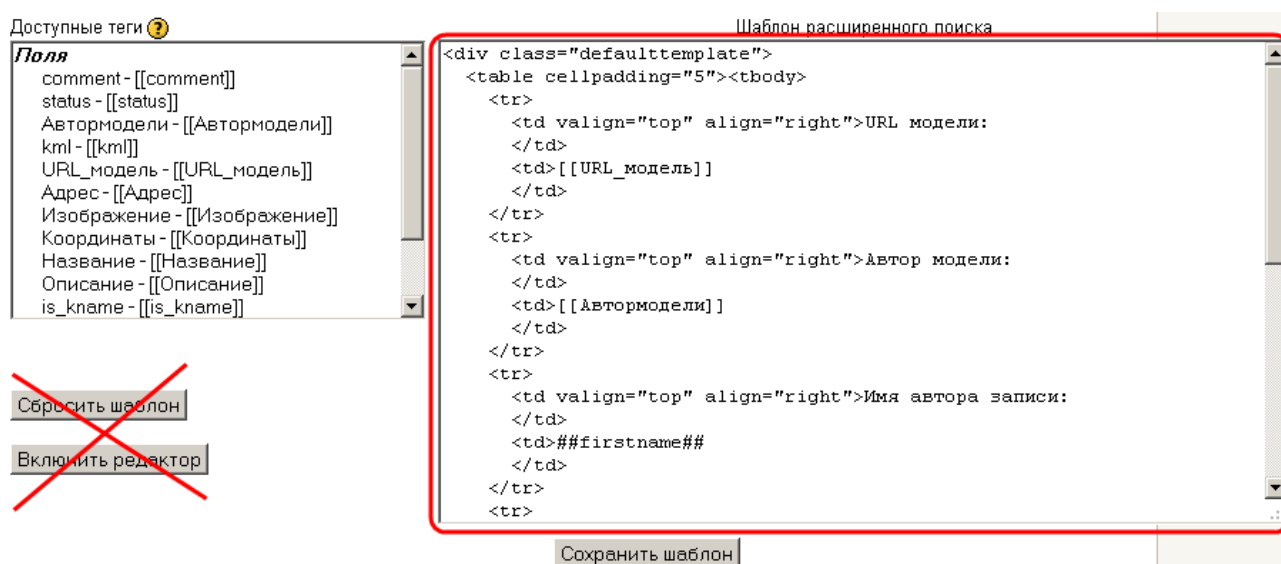 Доступные теги ?
Поля
comment - [[comment]]
status - [[status]]
Автормодели - [[Автормодели]]
kml - [[kml]]
URL_модель - [[URL_модель]]
Адрес - [[Адрес]]
Изображение - [[Изображение]]
Координаты - [[Координаты]]
Название - [[Название]]
Описание - [[Описание]]
is_kname - [[is_kname]]
Сбросить шаблон
Включить редактор
Шаблон расширенного поиска
<div class="defaulttemplate">
<table cellpadding="5"><tbody>
<tr>
<td valign="top" align="right">URL модели:
</td>
<td>[[URL_модель]]
</td>
</tr>
<tr>
<td valign="top" align="right">Автор модели:
</td>
<td>[[Автормодели]]
</td>
</tr>
<tr>
<td valign="top" align="right">Имя автора записи:
</td>
<td>##firstname##
</td>
</tr>
<tr>
Сохранить шаблон